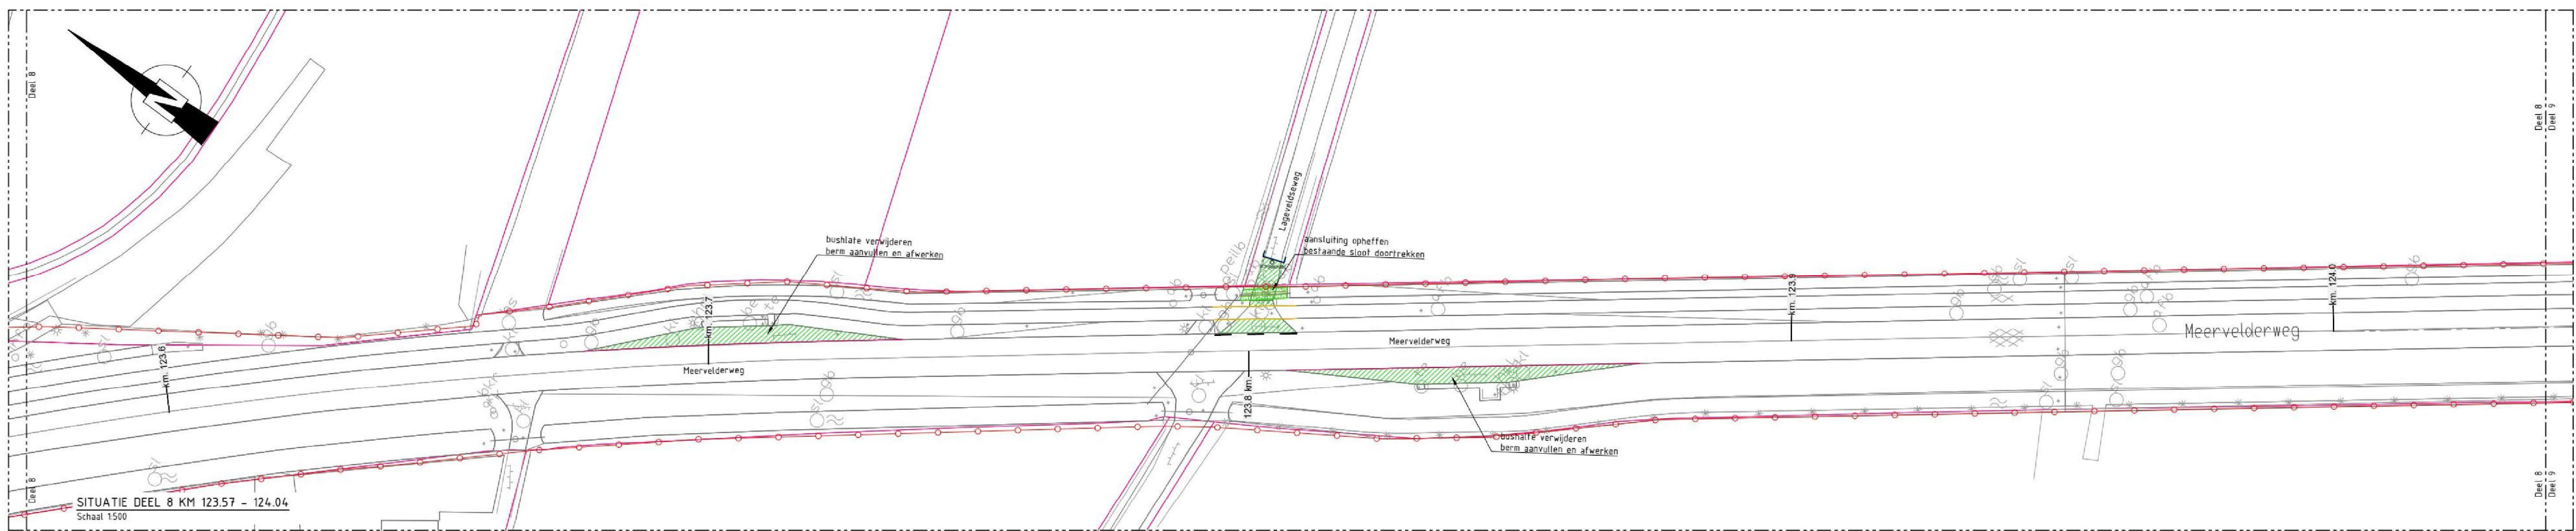 Deel 8
N
Deel 8
Deel 9
Lageveldseweg
bushlate verwijderen
berm aanvullen en afwerken
aansluiting opheffen
bestaande sloot doortrekken
Peilb
km. 123.6
km. 123.7
123.8 km.
km. 123.9
km. 124.0
Meervelderweg
Meervelderweg
Meervelderweg
bushalte verwijderen
berm aanvullen en afwerken
Deel 8
SITUATIE DEEL 8 KM 123.57 - 124.04
Schaal 1:500
Deel 8
Deel 9